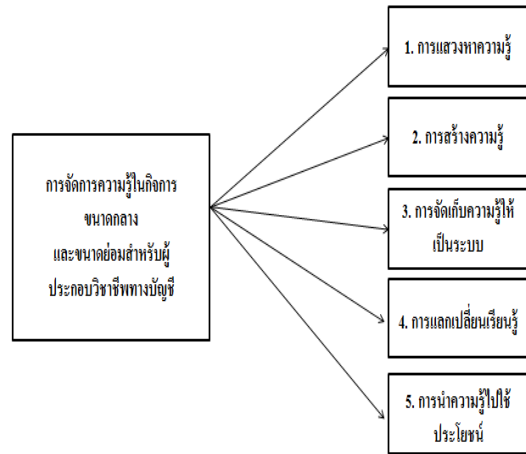 การจัดการความรู้ในกิจการ
ขนาดกลาง
และขนาดย่อมสำหรับผู้
ประกอบวิชาชีพทางบัญชี
1. การแสวงหาความรู้
2. การสร้างความรู้
3. การจัดเก็บความรู้ให้
เป็นระบบ
4. การแลกเปลี่ยนเรียนรู้
5. การนำความรู้ไปใช้
ประโยชน์